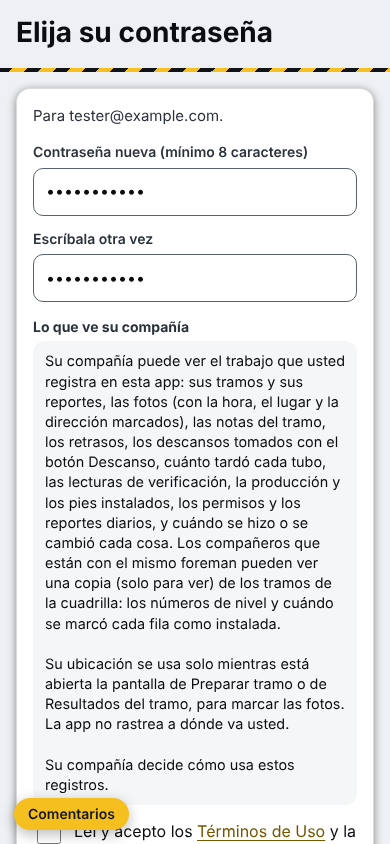 Elija su contraseña
Para tester@example.com.
Contraseña nueva (mínimo 8 caracteres)
•••••••••••
Escríbala otra vez
•••••••••••
Lo que ve su compañía
Su compañía puede ver el trabajo que usted
registra en esta app: sus tramos y sus
reportes, las fotos (con la hora, el lugar y la
dirección marcados), las notas del tramo,
los retrasos, los descansos tomados con el
botón Descanso, cuánto tardó cada tubo,
las lecturas de verificación, la producción y
los pies instalados, los permisos y los
reportes diarios, y cuándo se hizo o se
cambió cada cosa. Los compañeros que
están con el mismo foreman pueden ver
una copia (solo para ver) de los tramos de
la cuadrilla: los números de nivel y cuándo
se marcó cada fila como instalada.
Su ubicación se usa solo mientras está
abierta la pantalla de Preparar tramo o de
Resultados del tramo, para marcar las fotos.
La app no rastrea a dónde va usted.
Su compañía decide cómo usa estos
registros.
Comentarios
Leí y acepto los Términos de Uso y la